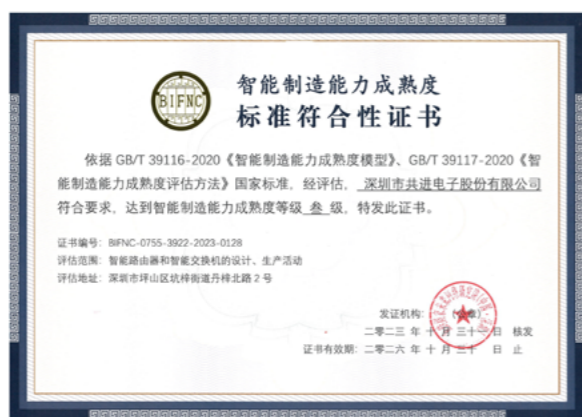 BIFNC
智能制造能力成熟度
标准符合性证书
依据 GB/T 39116-2020《智能制造能力成熟度模型》、GB/T 39117-2020《智
能制造能力成熟度评估方法》国家标准，经评估，深圳市共进电子股份有限公司
符合要求，达到智能制造能力成熟度等级 叁 级，特发此证书。
证书编号：BIFNC-0755-3922-2023-0128
评估范围：智能路由器和智能交换机的设计、生产活动
评估地址：深圳市坪山区坑梓街道丹梓北路 2 号
发证机构：
二零二三 年 十 月 三十一 日 核发
证书有效期：二零二六 年 十 月 三十 日 止